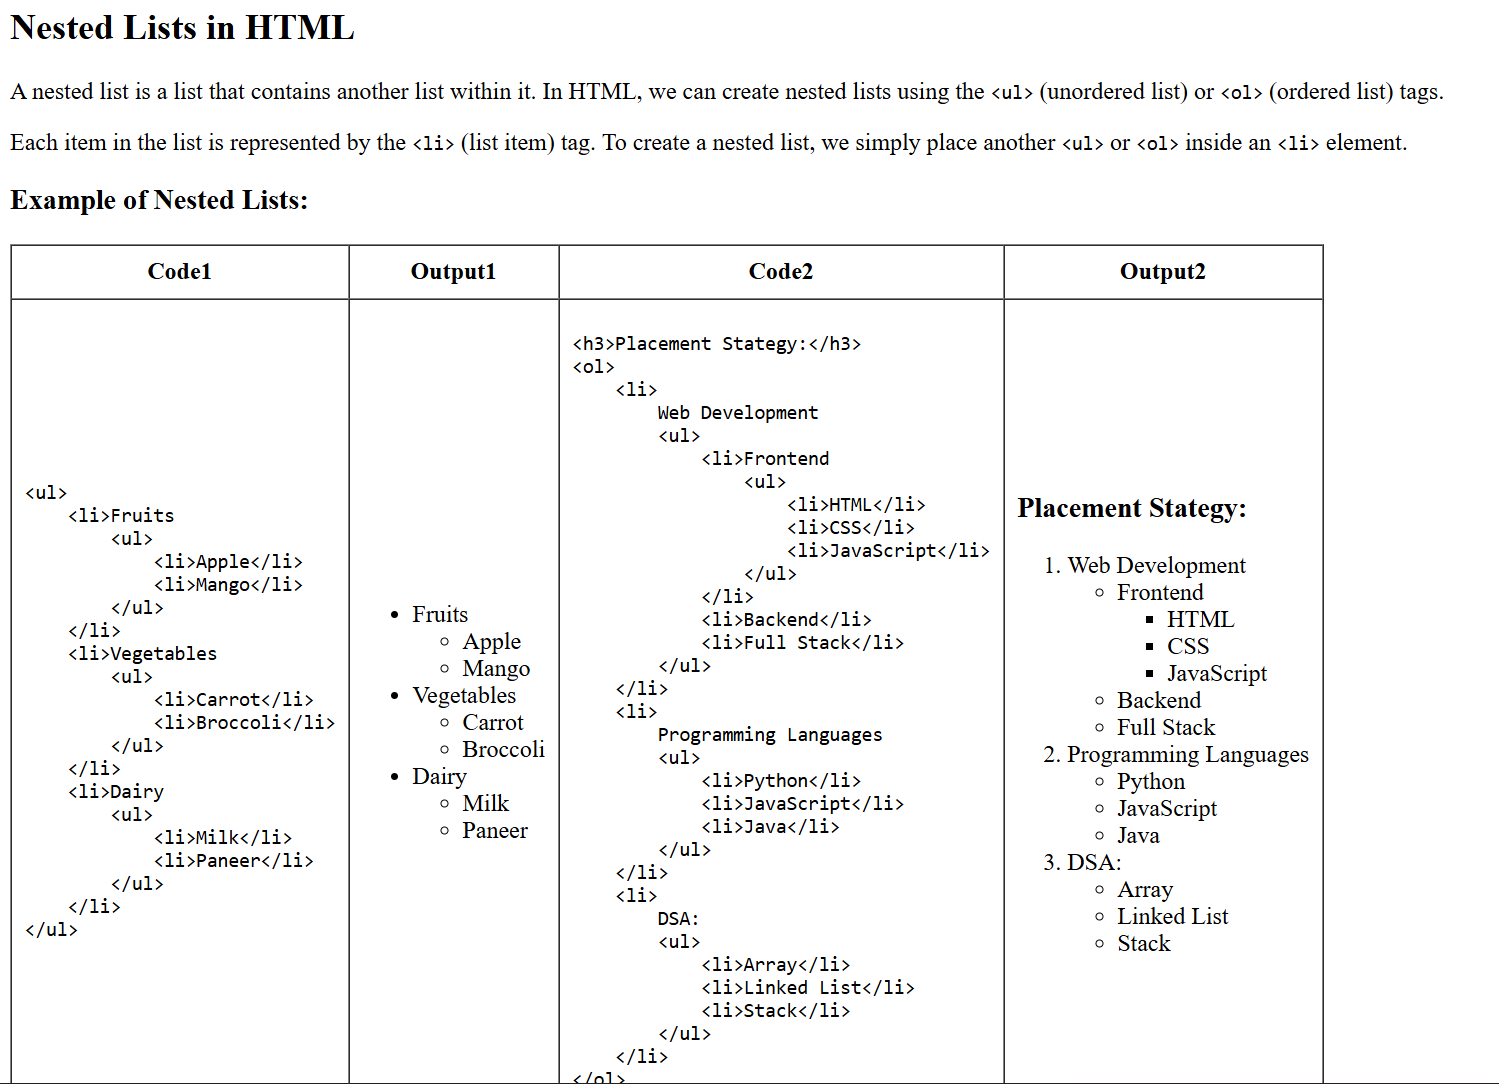 Nested Lists in HTML
A nested list is a list that contains another list within it. In HTML, we can create nested lists using the <ul> (unordered list) or <ol> (ordered list) tags.
Each item in the list is represented by the <li> (list item) tag. To create a nested list, we simply place another <ul> or <ol> inside an <li> element.
Example of Nested Lists:
Code1
Output1
Code2
Output2
<ul>
    <li>Fruits
        <ul>
            <li>Apple</li>
            <li>Mango</li>
        </ul>
    </li>
    <li>Vegetables
        <ul>
            <li>Carrot</li>
            <li>Broccoli</li>
        </ul>
    </li>
    <li>Dairy
        <ul>
            <li>Milk</li>
            <li>Paneer</li>
        </ul>
    </li>
</ul>
• Fruits
◦ Apple
◦ Mango
• Vegetables
◦ Carrot
◦ Broccoli
• Dairy
◦ Milk
◦ Paneer
<h3>Placement Stategy:</h3>
<ol>
    <li>
        Web Development
        <ul>
            <li>Frontend
                <ul>
                    <li>HTML</li>
                    <li>CSS</li>
                    <li>JavaScript</li>
                </ul>
            </li>
            <li>Backend</li>
            <li>Full Stack</li>
        </ul>
    </li>
    <li>
        Programming Languages
        <ul>
            <li>Python</li>
            <li>JavaScript</li>
            <li>Java</li>
        </ul>
    </li>
    <li>
        DSA:
        <ul>
            <li>Array</li>
            <li>Linked List</li>
            <li>Stack</li>
        </ul>
    </li>
</ol>
Placement Stategy:
1. Web Development
◦ Frontend
▪ HTML
▪ CSS
▪ JavaScript
◦ Backend
◦ Full Stack
2. Programming Languages
◦ Python
◦ JavaScript
◦ Java
3. DSA:
◦ Array
◦ Linked List
◦ Stack